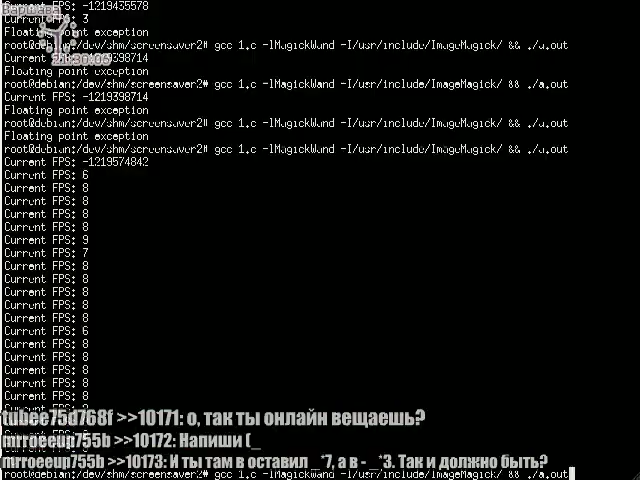 Варшава
Current FPS: -1219435578
Current FPS: 3
Floating point exception
root@debian:/dev/shm/screensaver2# gcc 1.c -lMagickWand -I/usr/include/ImageMagick/ && ./a.out
Floating point exception
root@debian:/dev/shm/screensaver2# gcc 1.c -lMagickWand -I/usr/include/ImageMagick/ && ./a.out
Current FPS: -1219398714
Floating point exception
root@debian:/dev/shm/screensaver2# gcc 1.c -lMagickWand -I/usr/include/ImageMagick/ && ./a.out
Floating point exception
root@debian:/dev/shm/screensaver2# gcc 1.c -lMagickWand -I/usr/include/ImageMagick/ && ./a.out
Current FPS: -1219574842
Current FPS: 6
Current FPS: 8
Current FPS: 8
Current FPS: 8
Current FPS: 8
Current FPS: 9
Current FPS: 7
Current FPS: 8
Current FPS: 8
Current FPS: 8
Current FPS: 8
Current FPS: 8
Current FPS: 6
Current FPS: 8
Current FPS: 8
Current FPS: 8
Current FPS: 8
Current FPS: 8
tubee75d768f >>10171: о, так ты онлайн вещаешь?
mrroeeup755b >>10172: Напиши (_
mrroeeup755b >>10173: И ты там в оставил _*7, а в - _*3. Так и должно быть?
root@debian:/dev/shm/screensaver2# gcc 1.c -lMagickWand -I/usr/include/ImageMagick/ && ./a.out